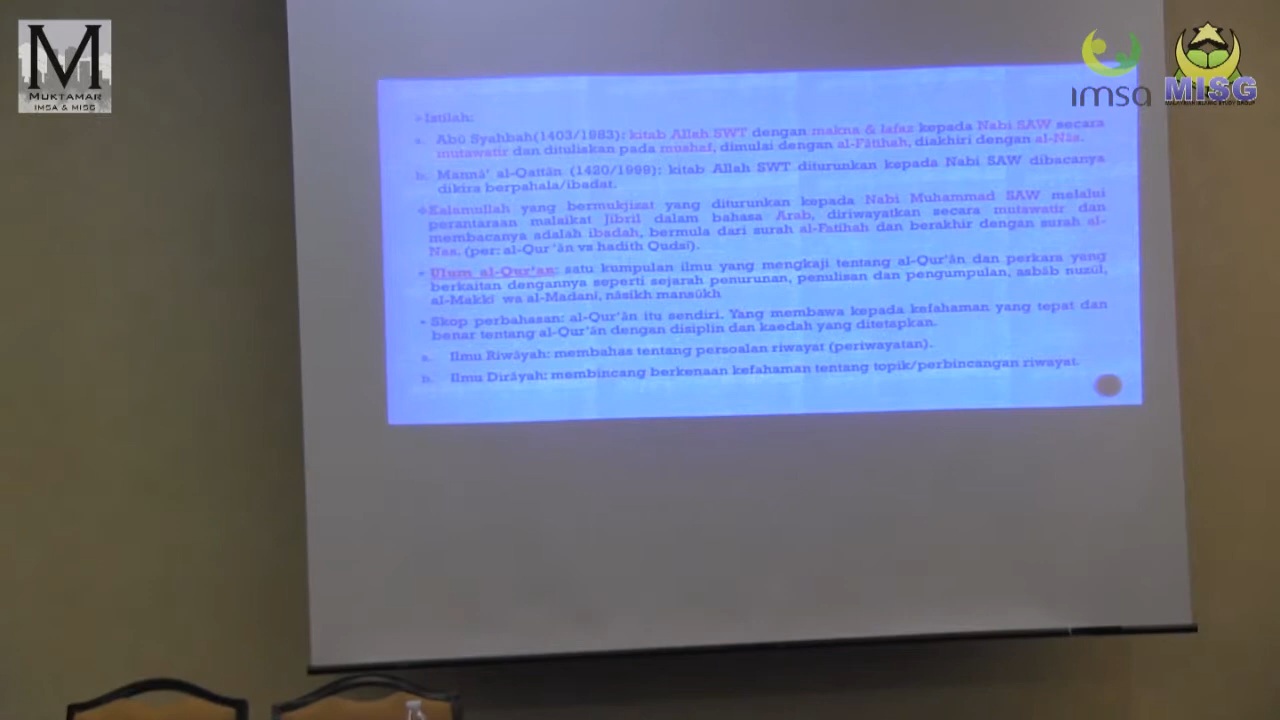 M
MUKTAMAR
IMSA & MISG
imsa
MISG
Istilah:
a. Abū Syahbah(1403/1983): kitab Allah SWT dengan makna & lafaz kepada Nabi SAW secara
mutawatir dan dituliskan pada mushaf, dimulai dengan al-Fātihah, diakhiri dengan al-Nās.
b. Mannā’ al-Qattān (1420/1999): kitab Allah SWT diturunkan kepada Nabi SAW dibacanya
dikira berpahala/ibadat.
Kalamullah yang bermukjizat yang diturunkan kepada Nabi Muhammad SAW melalui
perantaraan malaikat Jibril dalam bahasa Arab, diriwayatkan secara mutawatir dan
membacanya adalah ibadah, bermula dari surah al-Fatihah dan berakhir dengan surah al-
Nas. (per: al-Qur’ān vs hadith Qudsi).
Ulum al-Qur’an: satu kumpulan ilmu yang mengkaji tentang al-Qur’ān dan perkara yang
berkaitan dengannya seperti sejarah penurunan, penulisan dan pengumpulan, asbāb nuzūl,
al-Makkī wa al-Madani, nāsikh mansūkh
Skop perbahasan: al-Qur’ān itu sendiri. Yang membawa kepada kefahaman yang tepat dan
benar tentang al-Qur’ān dengan disiplin dan kaedah yang ditetapkan.
a. Ilmu Riwāyah: membahas tentang persoalan riwayat (periwayatan).
b. Ilmu Dirāyah: membincang berkenaan kefahaman tentang topik/perbincangan riwayat.